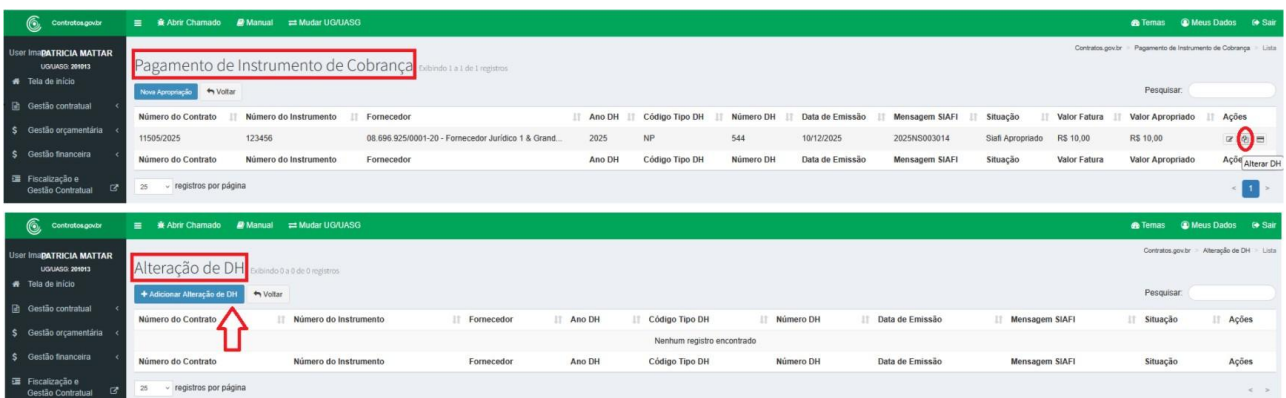 Contratos.gov.br Abrir Chamado Manual Mudar UG/UASG Temas Meus Dados Sair
User Ima PATRICIA MATTAR
UG/UASG: 201013
Contratos.gov.br > Pagamento de Instrumento de Cobrança > Lista
Pagamento de Instrumento de Cobrança Exibindo 1 a 1 de 1 registros
Tela de início
Nova Apropriação Voltar Pesquisar:
Gestão contratual
Número do Contrato Número do Instrumento Fornecedor Ano DH Código Tipo DH Número DH Data de Emissão Mensagem SIAFI Situação Valor Fatura Valor Apropriado Ações
Gestão orçamentária
11505/2025 123456 08.696.925/0001-20 - Fornecedor Jurídico 1 & Grand... 2025 NP 544 10/12/2025 2025NS003014 Siafi Apropriado R$ 10,00 R$ 10,00
Gestão financeira
Número do Contrato Número do Instrumento Fornecedor Ano DH Código Tipo DH Número DH Data de Emissão Mensagem SIAFI Situação Valor Fatura Valor Apropriado Açõe
Alterar DH
Fiscalização e
Gestão Contratual
25 registros por página < 1 >
Contratos.gov.br Abrir Chamado Manual Mudar UG/UASG Temas Meus Dados Sair
User Ima PATRICIA MATTAR
UG/UASG: 201013
Contratos.gov.br > Alteração de DH > Lista
Alteração de DH Exibindo 0 a 0 de 0 registros
Tela de início
+ Adicionar Alteração de DH Voltar Pesquisar:
Gestão contratual
Número do Contrato Número do Instrumento Fornecedor Ano DH Código Tipo DH Número DH Data de Emissão Mensagem SIAFI Situação Ações
Gestão orçamentária
Nenhum registro encontrado
Gestão financeira
Número do Contrato Número do Instrumento Fornecedor Ano DH Código Tipo DH Número DH Data de Emissão Mensagem SIAFI Situação Ações
Fiscalização e
Gestão Contratual
25 registros por página < >